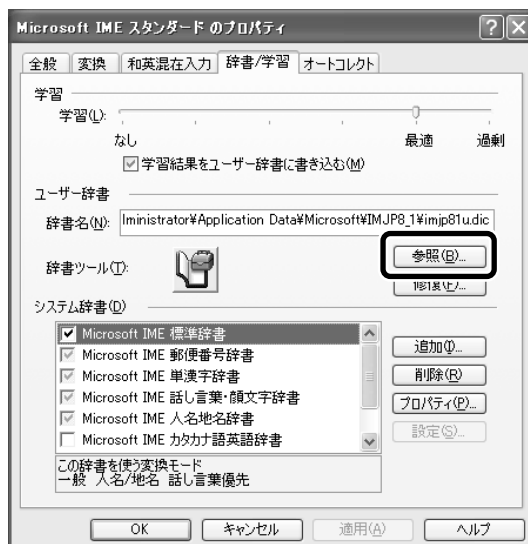 Microsoft IME スタンダード のプロパティ
全般 変換 和英混在入力 辞書/学習 オートコレクト
学習
学習(L):
なし 最適 過剰
学習結果をユーザー辞書に書き込む(M)
ユーザー辞書
辞書名(N): lministrator¥Application Data¥Microsoft¥IMJP8_1¥imjp81u.dic
参照(B)...
辞書ツール(T):
修復(E)...
システム辞書(D)
Microsoft IME 標準辞書
Microsoft IME 郵便番号辞書
Microsoft IME 単漢字辞書
Microsoft IME 話し言葉・顔文字辞書
Microsoft IME 人名地名辞書
Microsoft IME カタカナ語英語辞書
追加(I)...
削除(R)
プロパティ(P)...
設定(S)...
この辞書を使う変換モード
一般 人名/地名 話し言葉優先
OK キャンセル 適用(A) ヘルプ